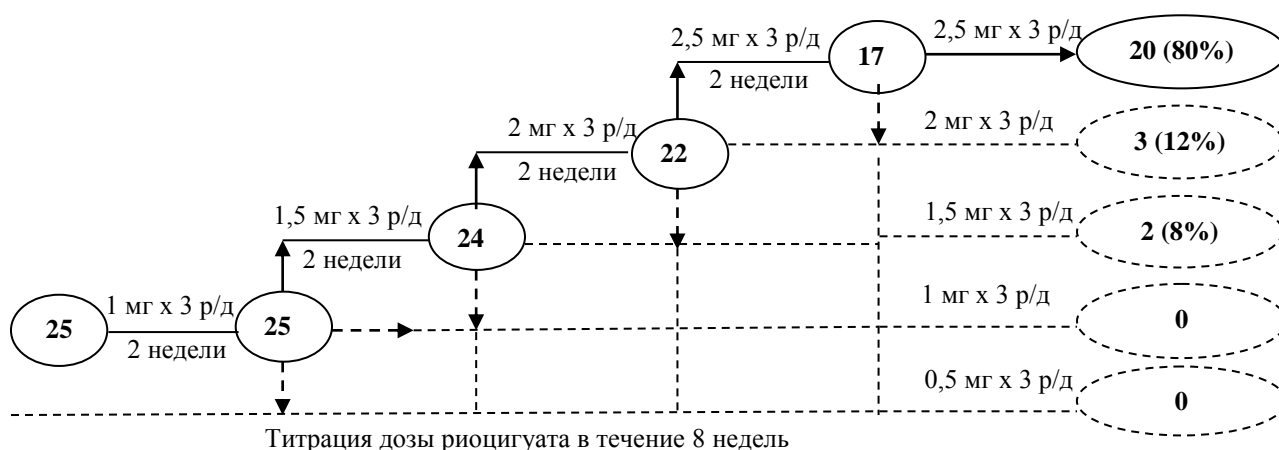 2,5 мг х 3 р/д
17
2,5 мг х 3 р/д
20 (80%)
2 недели
2 мг х 3 р/д
22
2 мг х 3 р/д
3 (12%)
2 недели
1,5 мг х 3 р/д
24
1,5 мг х 3 р/д
2 (8%)
2 недели
25
1 мг х 3 р/д
25
1 мг х 3 р/д
0
2 недели
0,5 мг х 3 р/д
0
Титрация дозы риоцигуата в течение 8 недель